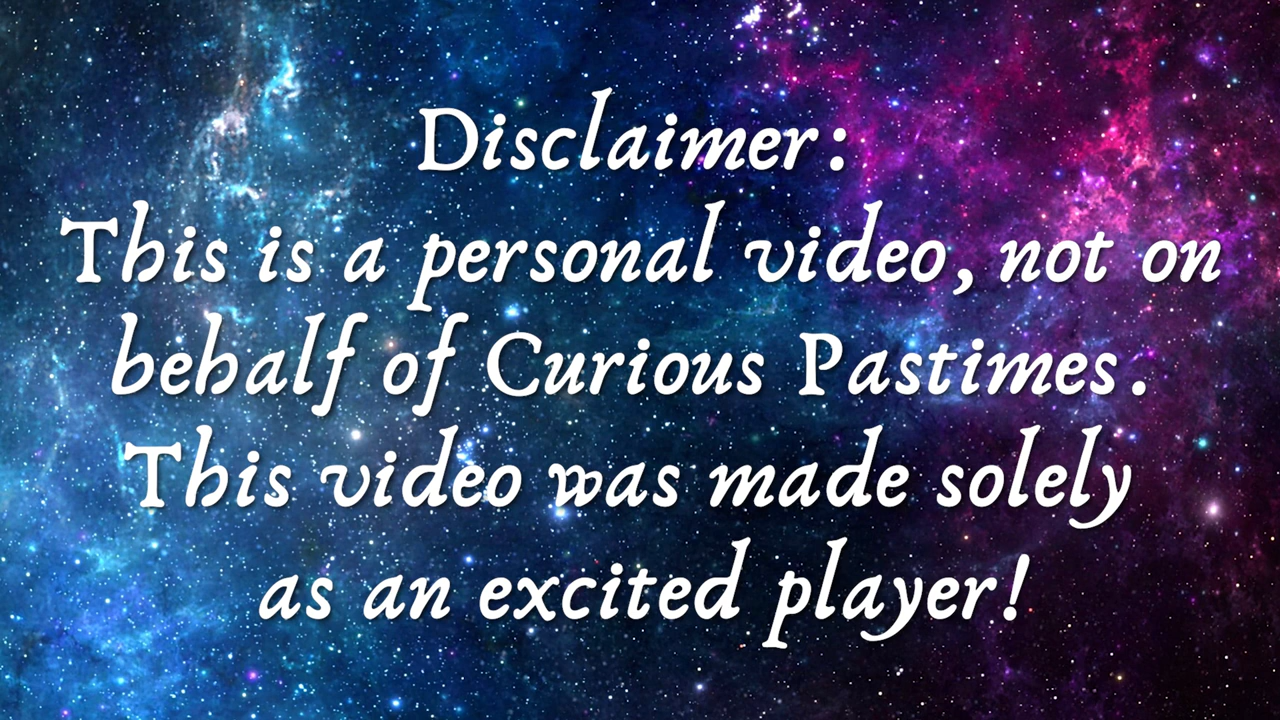 Disclaimer:
This is a personal video, not on
behalf of Curious Pastimes.
This video was made solely
as an excited player!